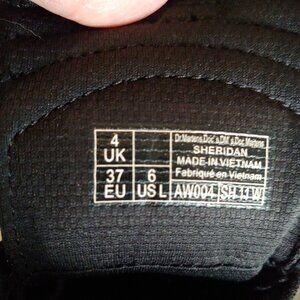 4
UK
37
EU
6
US L
Dr.Martens, Doc's, DM's, Doc Martens
SHERIDAN
MADE IN VIETNAM
Fabriqué en Vietnam
AW004
SH 11 W